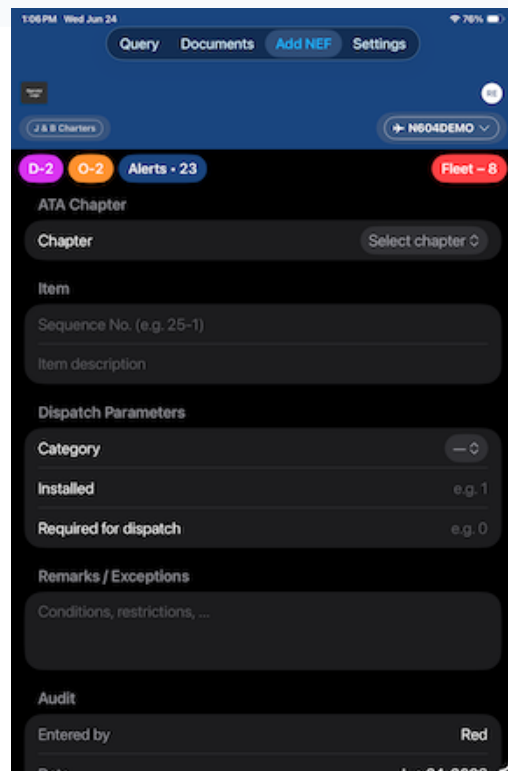 1:06 PM Wed Jun 24
76%
Query Documents Add NEF Settings
RE
J & B Charters
N604DEMO
D-2 O-2 Alerts • 23 Fleet – 8
ATA Chapter
Chapter Select chapter
Item
Sequence No. (e.g. 25-1)
Item description
Dispatch Parameters
Category —
Installed e.g. 1
Required for dispatch e.g. 0
Remarks / Exceptions
Conditions, restrictions, ...
Audit
Entered by Red